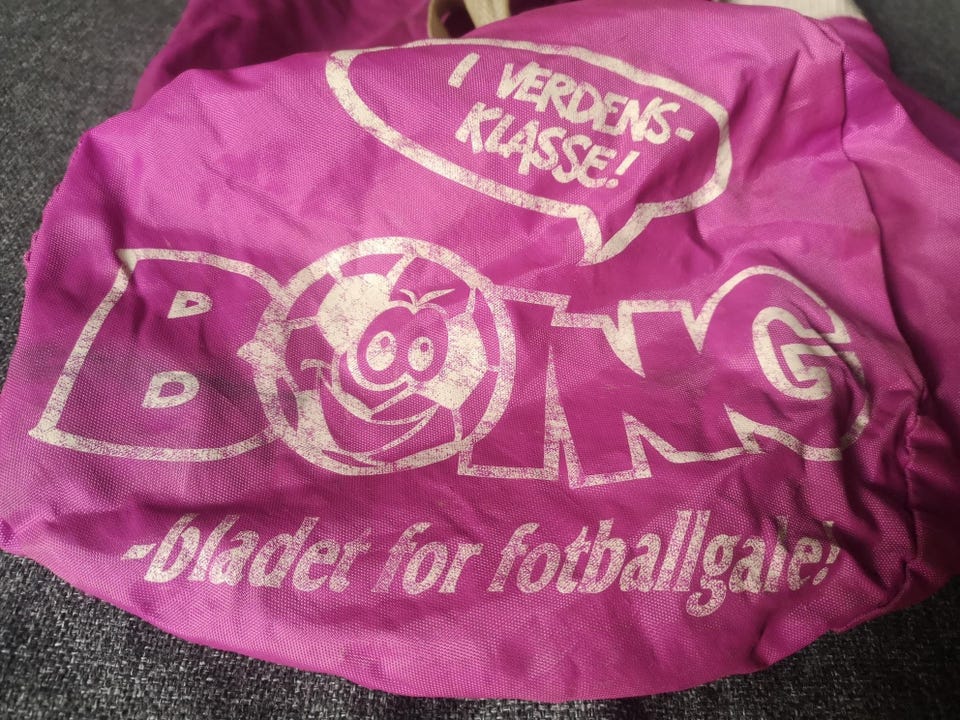 I VERDENS-
KLASSE!
BOING
-bladet for fotballgale!